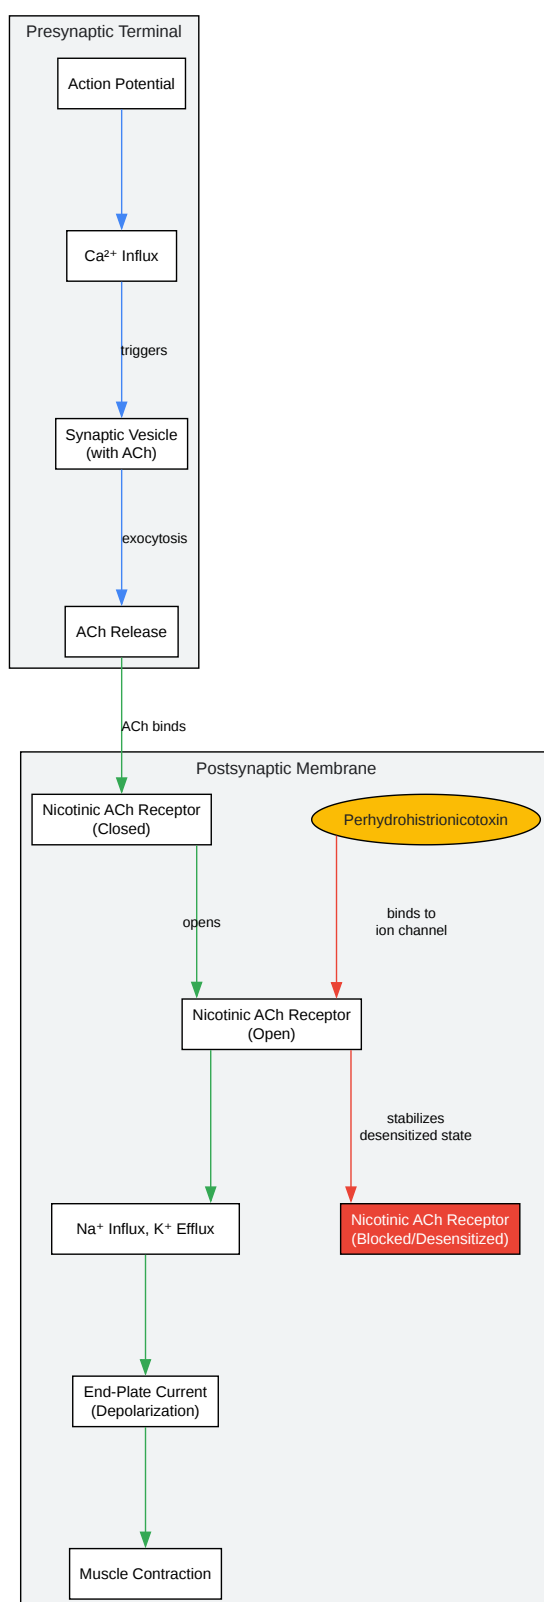 Presynaptic Terminal
Action Potential
Ca²⁺ Influx
triggers
Synaptic Vesicle
(with ACh)
exocytosis
ACh Release
ACh binds
Postsynaptic Membrane
Nicotinic ACh Receptor
(Closed)
Perhydrohistrionicotoxin
opens
binds to
ion channel
Nicotinic ACh Receptor
(Open)
stabilizes
desensitized state
Na⁺ Influx, K⁺ Efflux
Nicotinic ACh Receptor
(Blocked/Desensitized)
End-Plate Current
(Depolarization)
Muscle Contraction